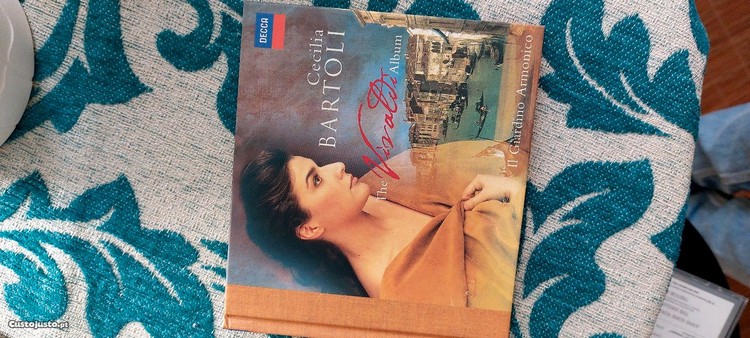 DECCA
Cecilia
BARTOLI
The Vivaldi Album
Il Giardino Armonico
CustoJusto.pt